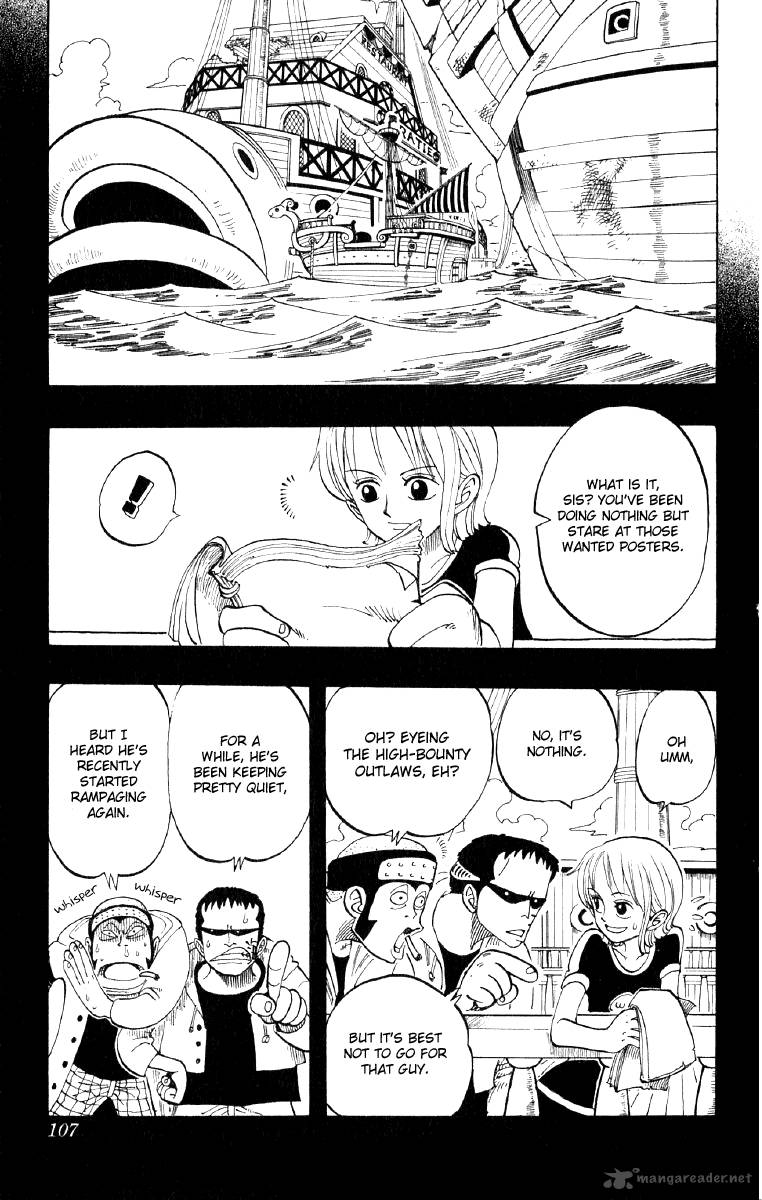 RESTAURANT
BARATIE
!
WHAT IS IT,
SIS? YOU'VE BEEN
DOING NOTHING BUT
STARE AT THOSE
WANTED POSTERS.
OH
UMM,
NO, IT'S
NOTHING.
OH? EYEING
THE HIGH-BOUNTY
OUTLAWS, EH?
BUT IT'S BEST
NOT TO GO FOR
THAT GUY.
FOR A
WHILE, HE'S
BEEN KEEPING
PRETTY QUIET,
BUT I
HEARD HE'S
RECENTLY
STARTED
RAMPAGING
AGAIN.
whisper
whisper
107
mangareader.net